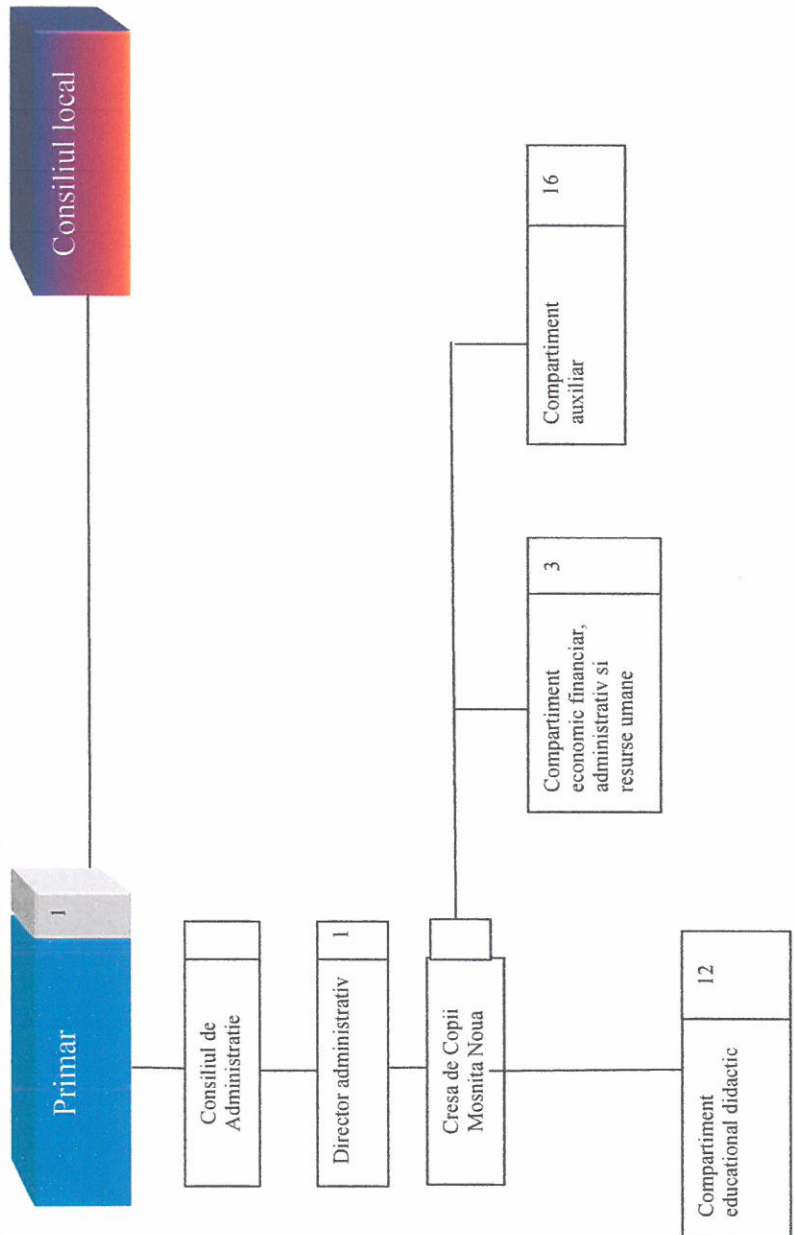 Primar
1
Consiliul local
Consiliul de
Administratie
Director administrativ
1
Cresa de Copii
Mosnita Noua
Compartiment
educational didactic
12
Compartiment
economic financiar,
administrativ si
resurse umane
3
Compartiment
auxiliar
16